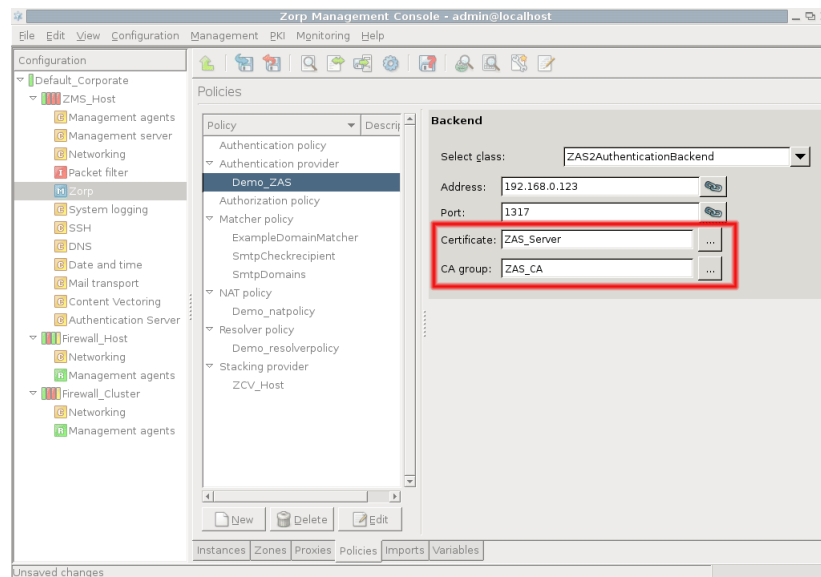 Zorp Management Console - admin@localhost
File Edit View Configuration Management PKI Monitoring Help
Configuration
Default_Corporate
ZMS_Host
Management agents
Management server
Networking
Packet filter
Zorp
System logging
SSH
DNS
Date and time
Mail transport
Content Vectoring
Authentication Server
Firewall_Host
Networking
Management agents
Firewall_Cluster
Networking
Management agents
Policies
Policy Descrip
Authentication policy
Authentication provider
Demo_ZAS
Authorization policy
Matcher policy
ExampleDomainMatcher
SmtpCheckrecipient
SmtpDomains
NAT policy
Demo_natpolicy
Resolver policy
Demo_resolverpolicy
Stacking provider
ZCV_Host
New Delete Edit
Backend
Select class: ZAS2AuthenticationBackend
Address: 192.168.0.123
Port: 1317
Certificate: ZAS_Server ...
CA group: ZAS_CA ...
Instances Zones Proxies Policies Imports Variables
Unsaved changes